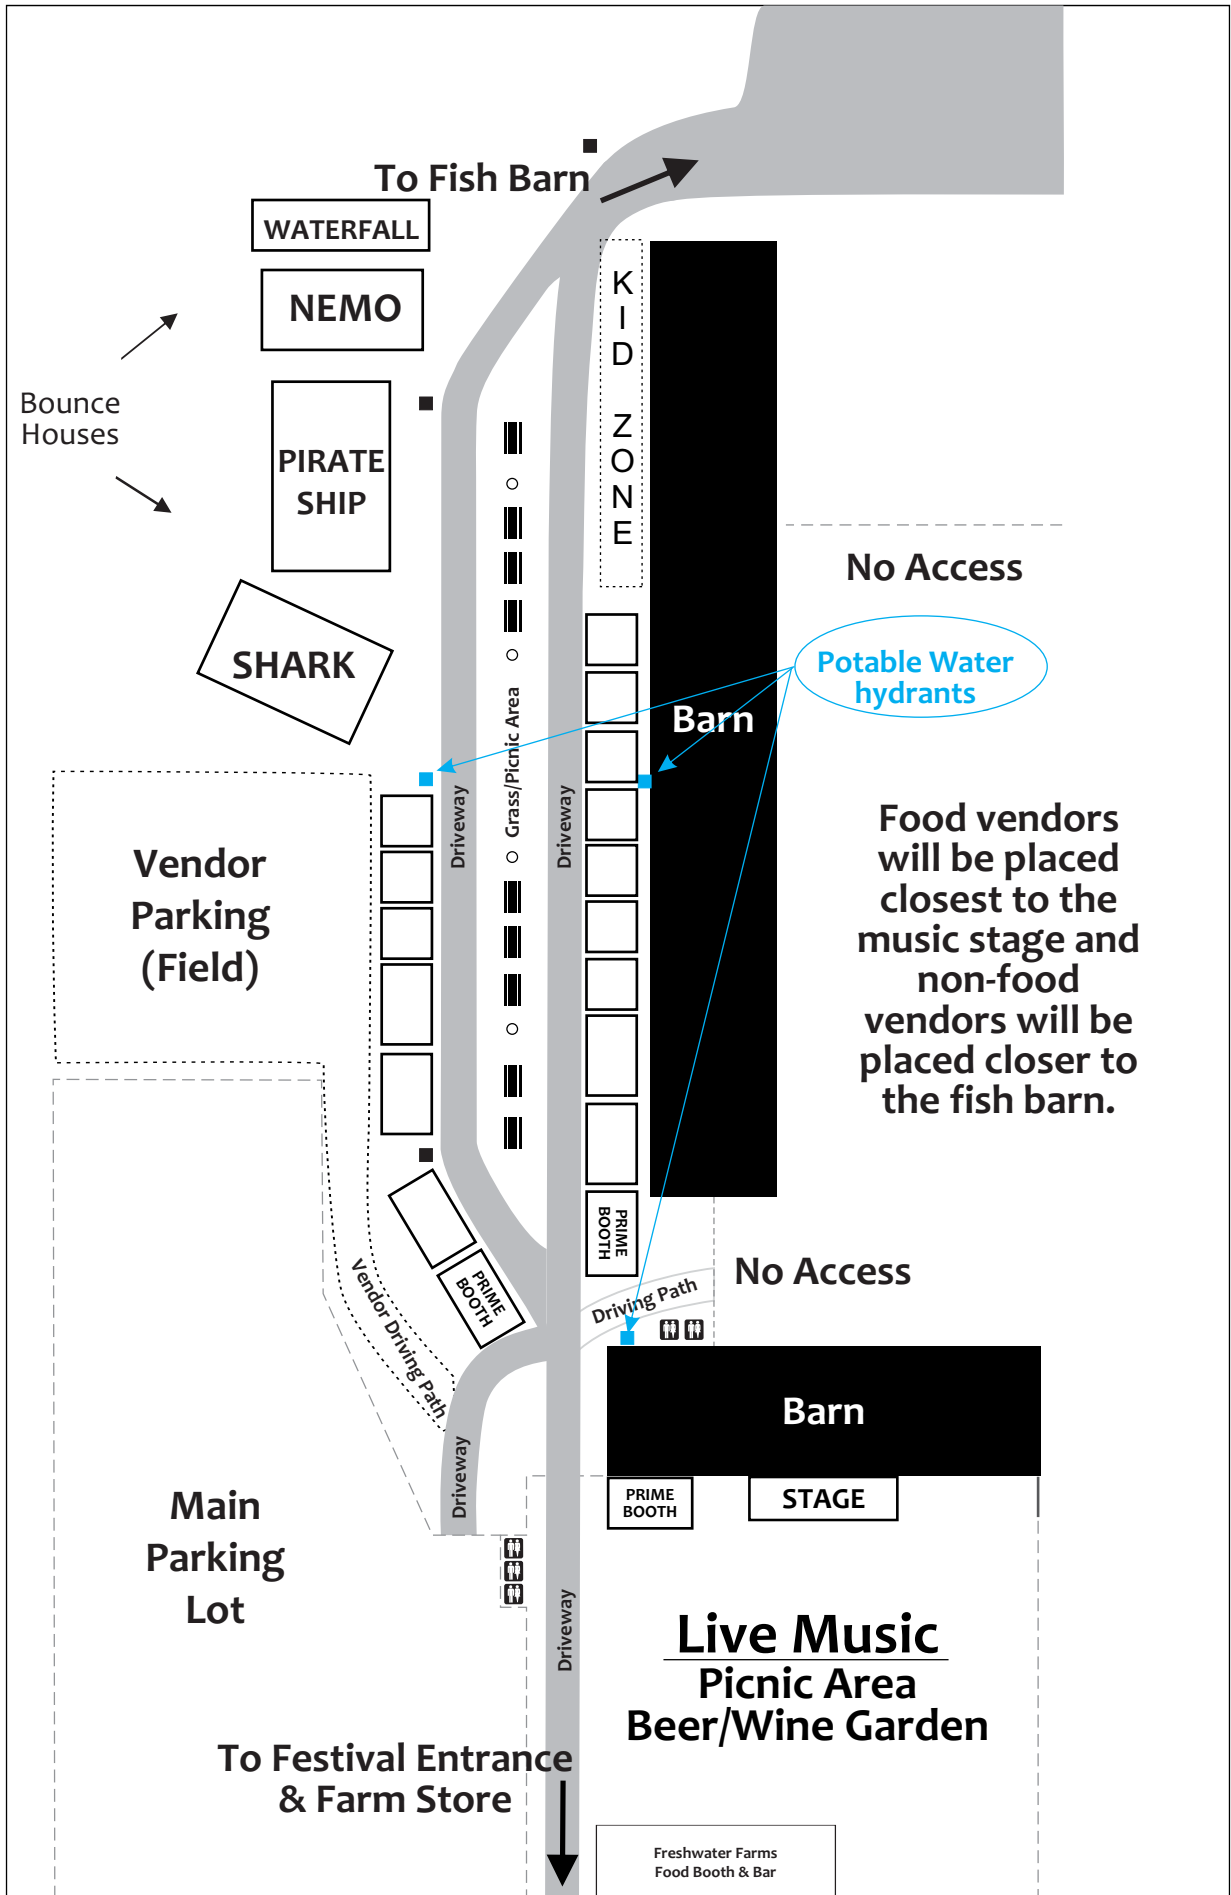 To Fish Barn
WATERFALL
NEMO
Bounce
Houses
PIRATE
SHIP
SHARK
KID ZONE
No Access
Potable Water
hydrants
Barn
Grass/Picnic Area
Driveway
Driveway
Vendor
Parking
(Field)
Food vendors
will be placed
closest to the
music stage and
non-food
vendors will be
placed closer to
the fish barn.
PRIME
BOOTH
PRIME
BOOTH
Vendor Driving Path
Driving Path
No Access
Barn
Driveway
PRIME
BOOTH
STAGE
Main
Parking
Lot
Driveway
Live Music
Picnic Area
Beer/Wine Garden
To Festival Entrance
& Farm Store
Freshwater Farms
Food Booth & Bar